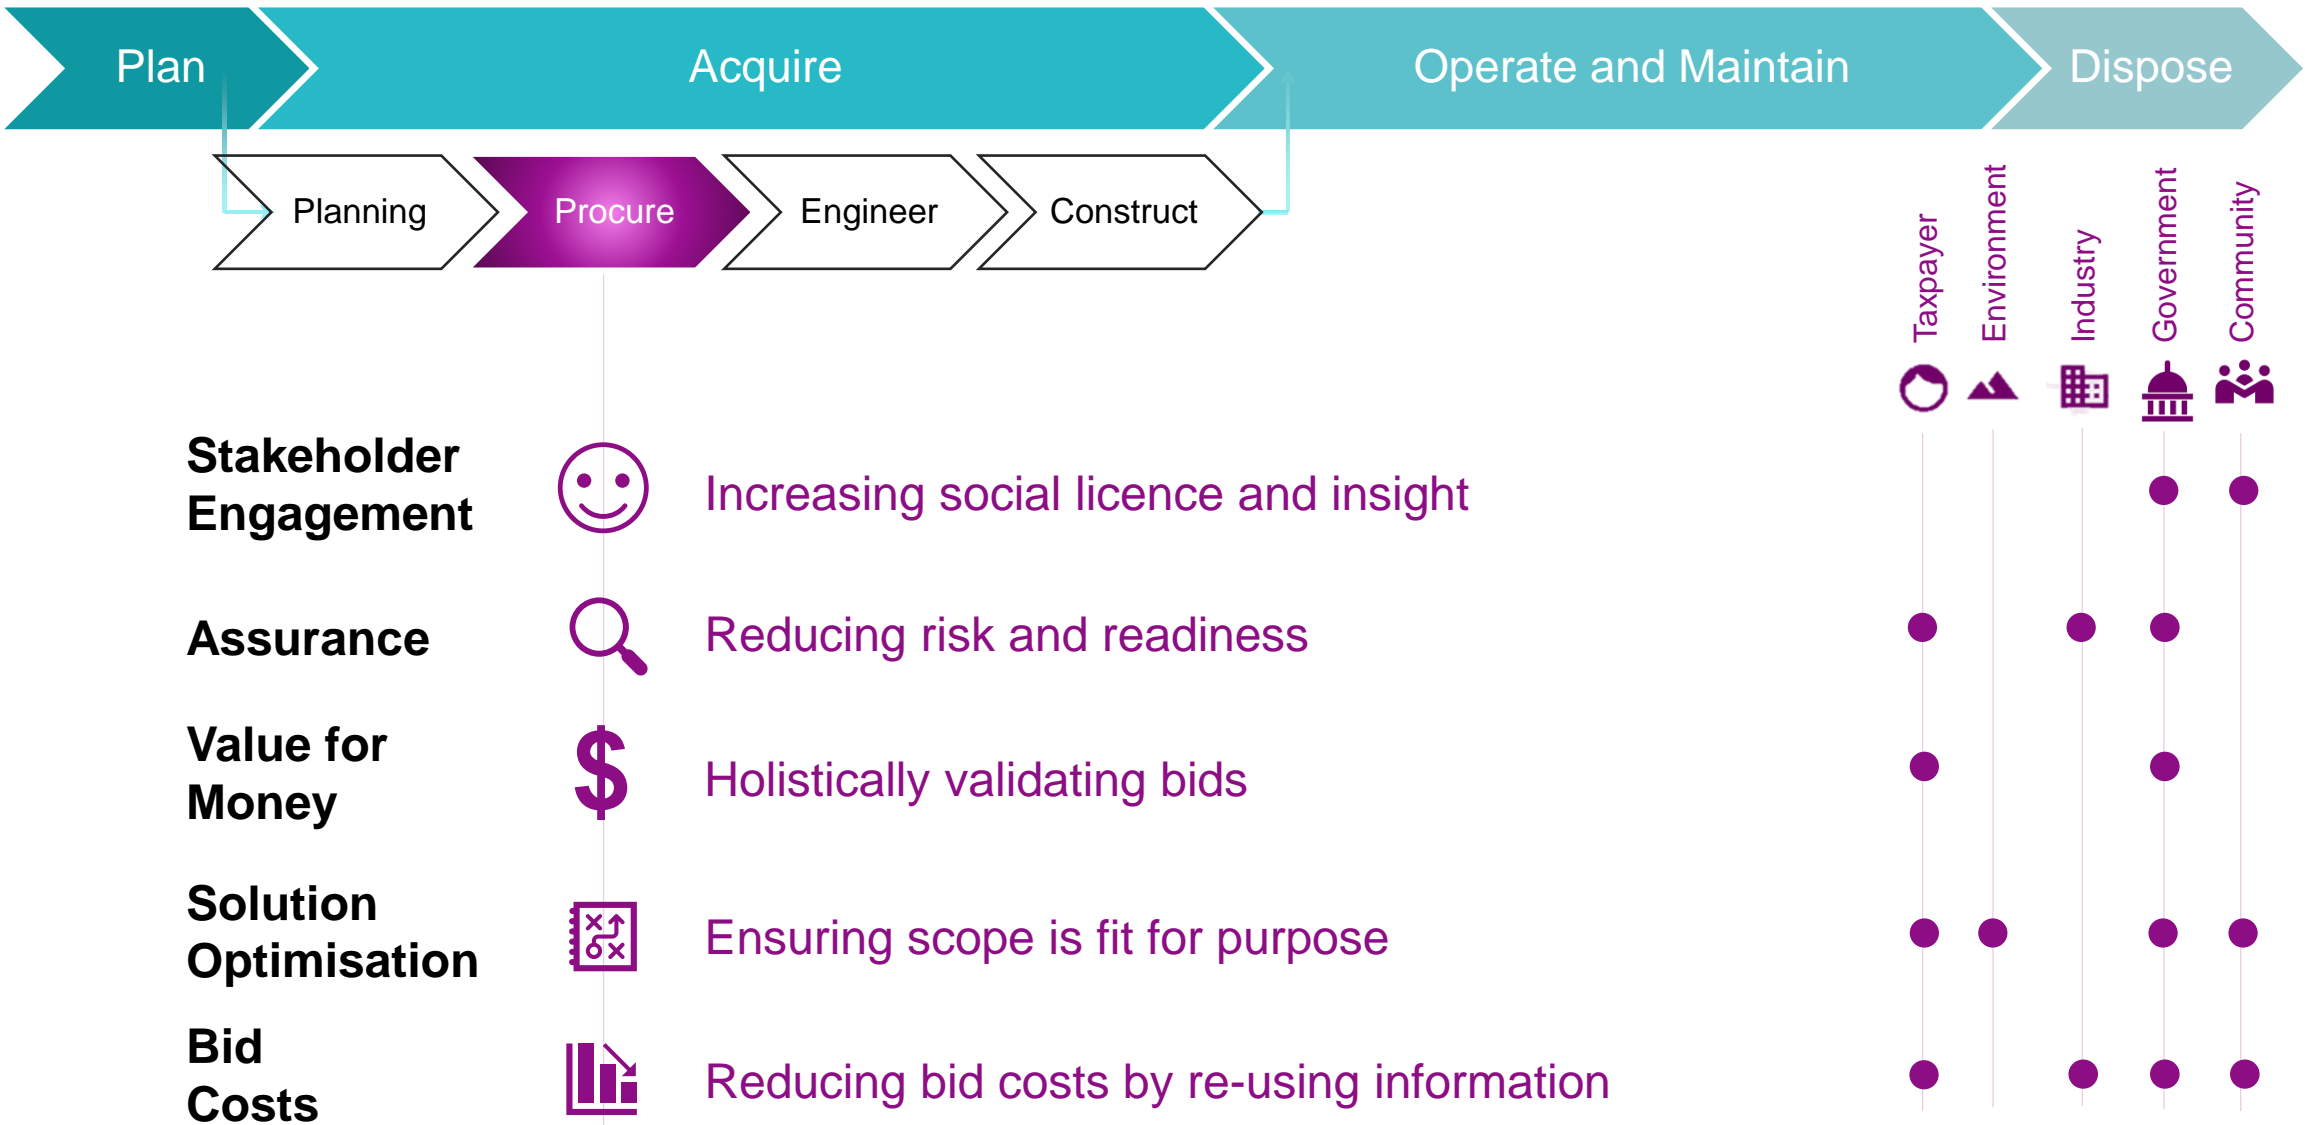 Plan
Acquire
Operate and Maintain
Dispose
Planning
Procure
Engineer
Construct
Taxpayer
Environment
Industry
Government
Community
Stakeholder
Engagement
Increasing social licence and insight
Assurance
Reducing risk and readiness
Value for
Money
$
Holistically validating bids
Solution
Optimisation
Ensuring scope is fit for purpose
Bid
Costs
Reducing bid costs by re-using information